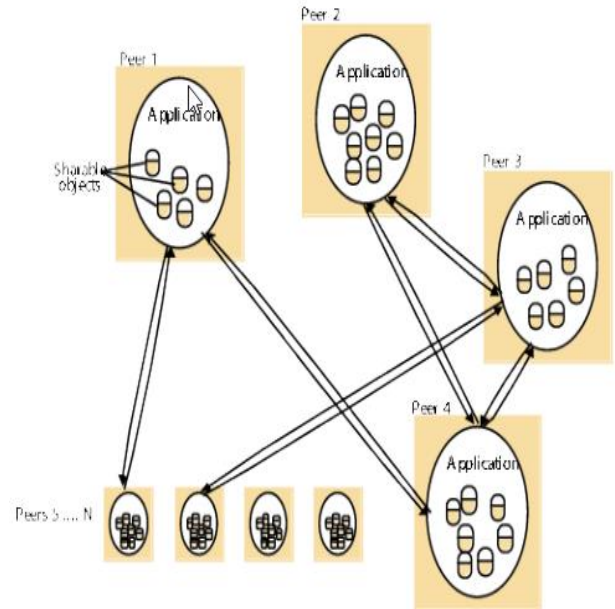 Peer 2
Peer 1
Application
Application
Sharable
objects
Peer 3
Application
Peer 4
Application
Peers 5 .... N